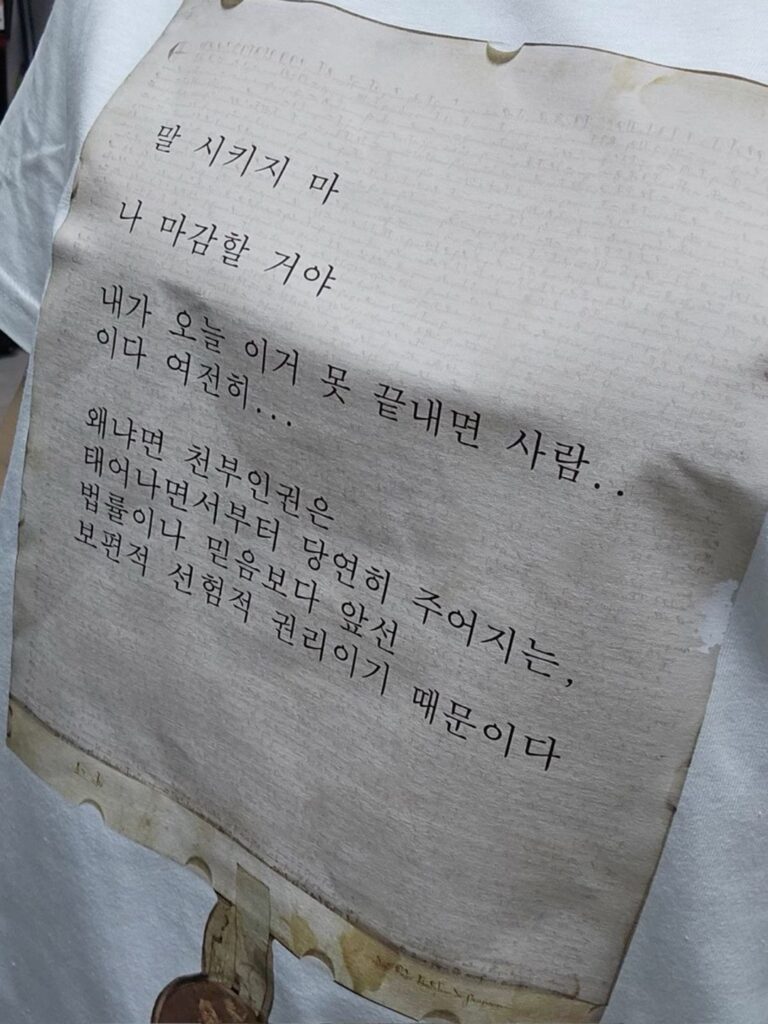 말 시키지 마
나 마감할 거야
내가 오늘 이거 못 끝내면 사람..
이다 여전히...
왜냐면 천부인권은
태어나면서부터 당연히 주어지는,
법률이나 믿음보다 앞선
보편적 선험적 권리이기 때문이다